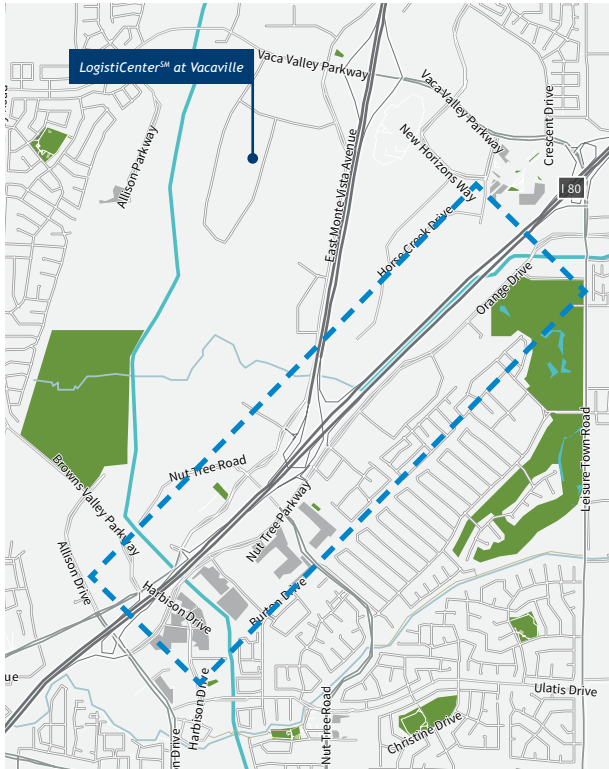 LogistiCenter℠ at Vacaville
Vaca Valley Parkway
Vaca Valley Parkway
Crescent Drive
New Horizons Way
I 80
Allison Parkway
East Monte Vista Avenue
Horse Creek Drive
Orange Drive
Leisure Town Road
Nut Tree Road
Browns Valley Parkway
Nut Tree Parkway
Allison Drive
Harbison Drive
Burton Drive
Harbison Drive
Nut Tree Road
Ulatis Drive
Christine Drive
ue
n Drive